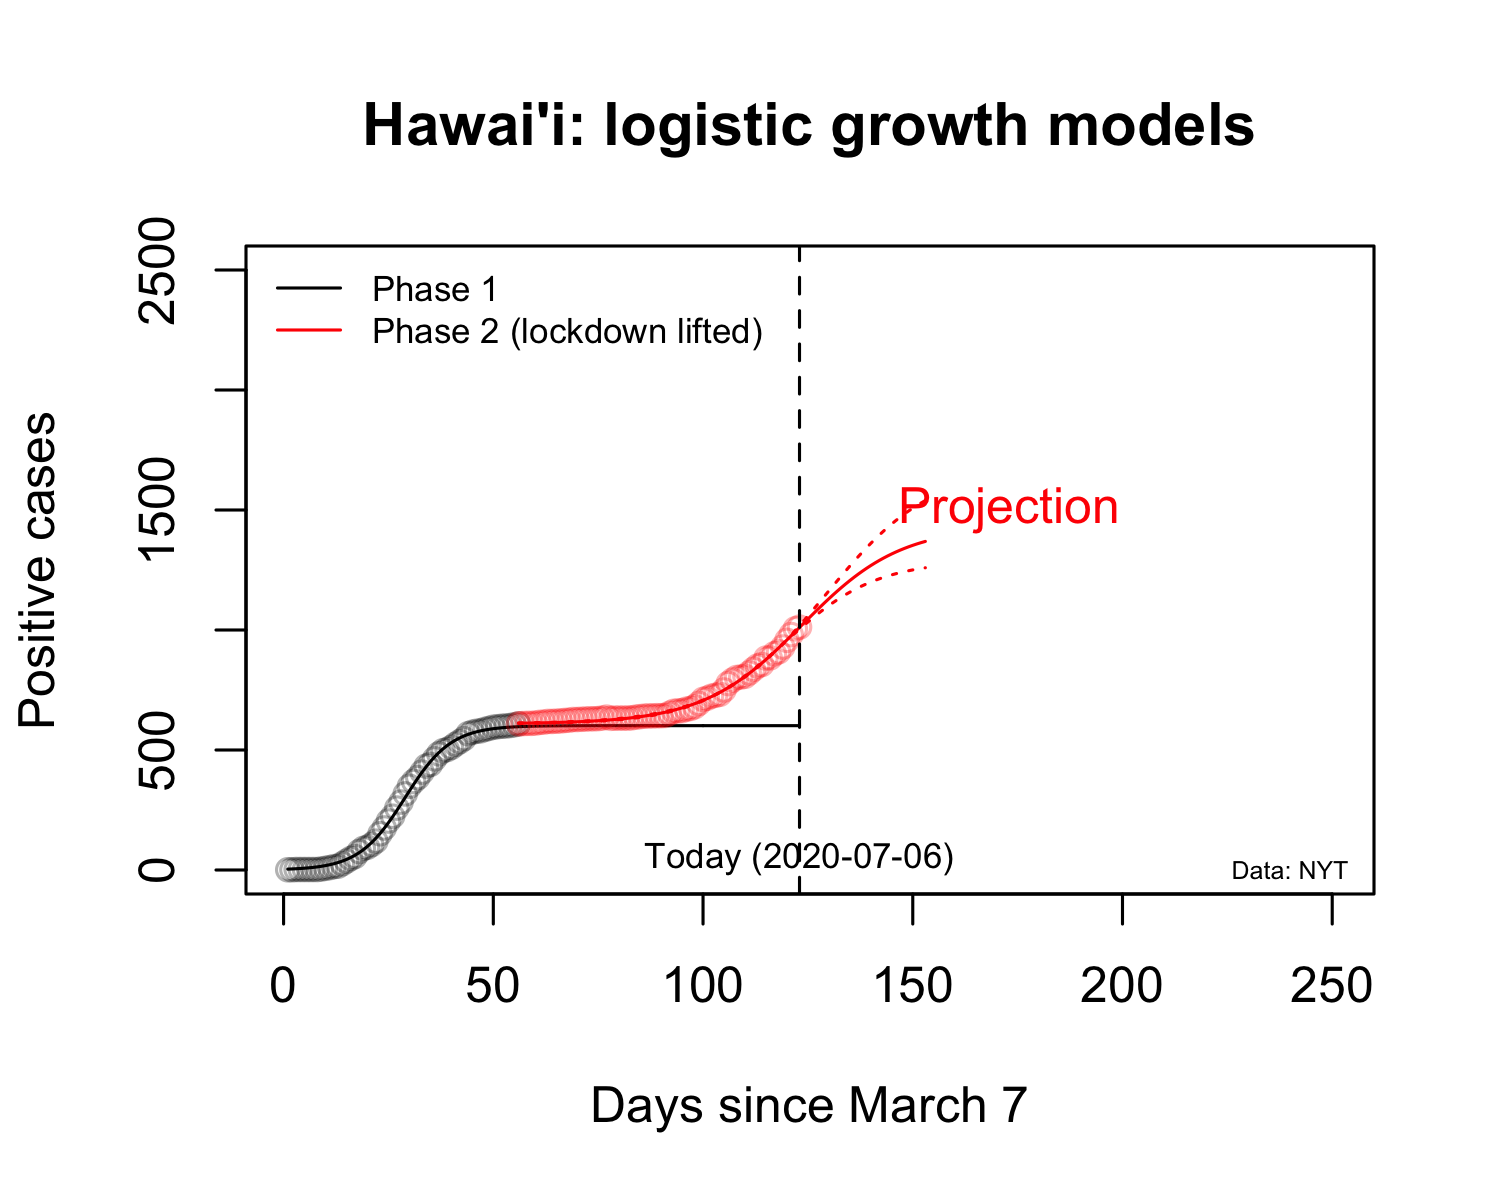 Hawai'i: logistic growth models
Phase 1
Phase 2 (lockdown lifted)
Projection
Today (2020-07-06)
Data: NYT
Positive cases
2500
1500
500
0
0 50 100 150 200 250
Days since March 7